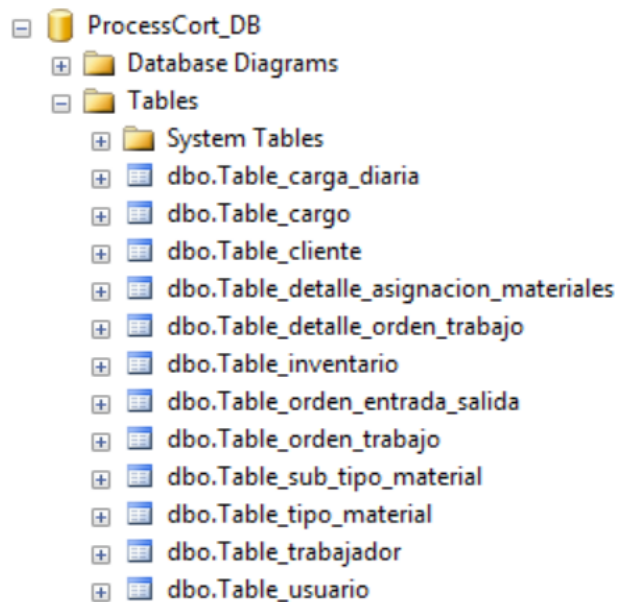 ProcessCort_DB
Database Diagrams
Tables
System Tables
dbo.Table_carga_diaria
dbo.Table_cargo
dbo.Table_cliente
dbo.Table_detalle_asignacion_materiales
dbo.Table_detalle_orden_trabajo
dbo.Table_inventario
dbo.Table_orden_entrada_salida
dbo.Table_orden_trabajo
dbo.Table_sub_tipo_material
dbo.Table_tipo_material
dbo.Table_trabajador
dbo.Table_usuario